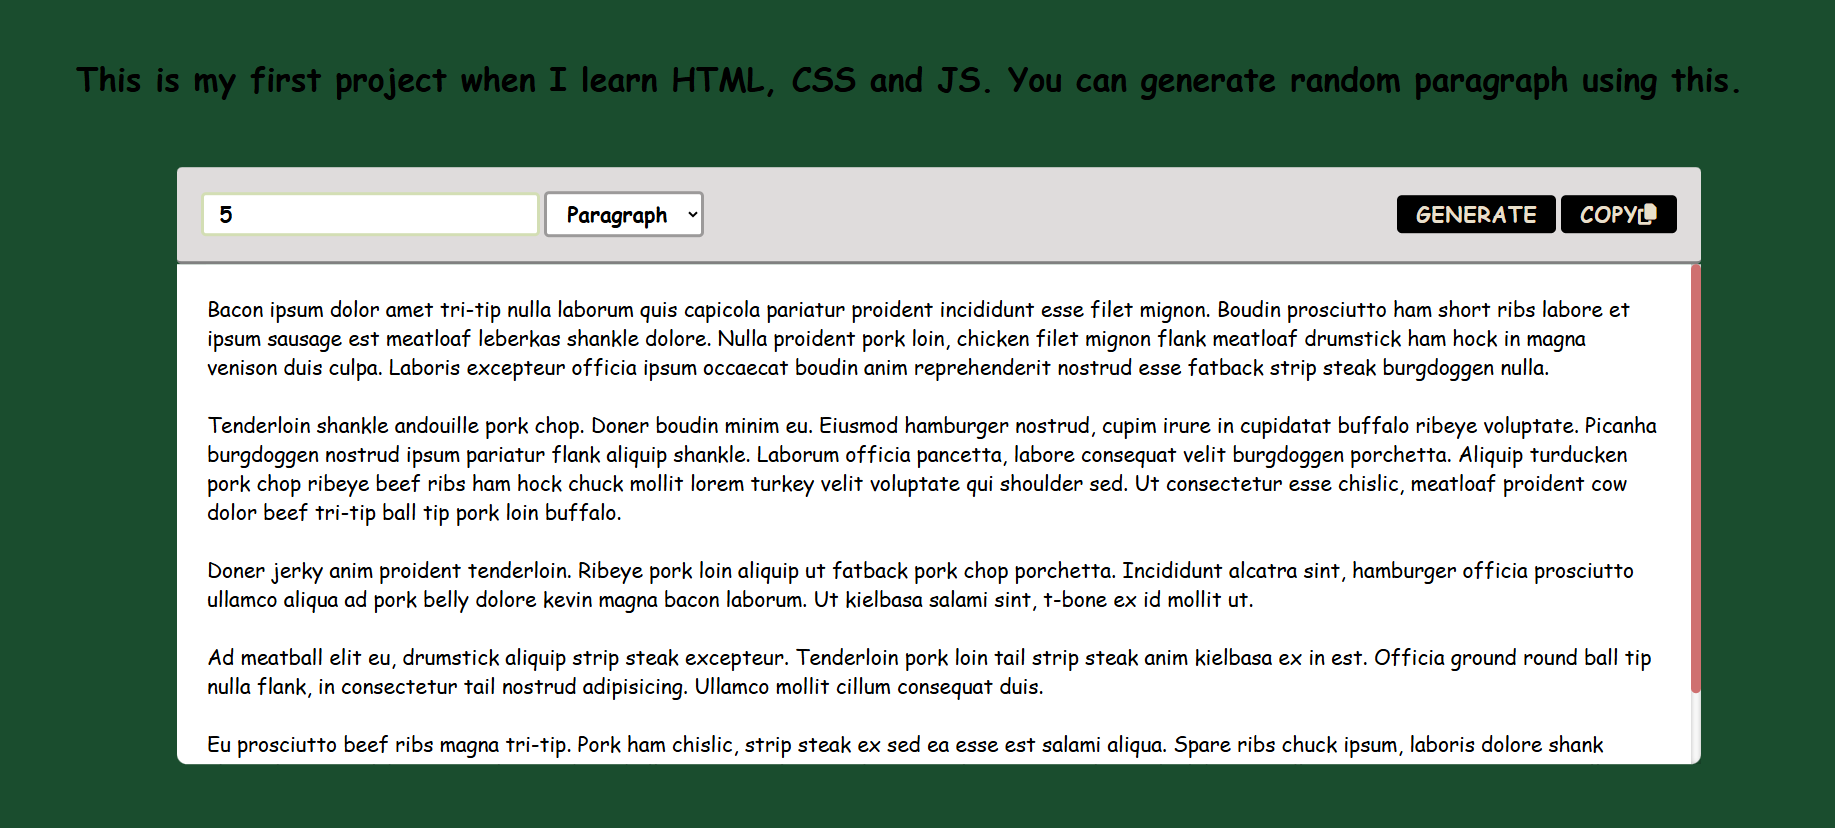 This is my first project when I learn HTML, CSS and JS. You can generate random paragraph using this.
5
Paragraph
GENERATE
COPY
Bacon ipsum dolor amet tri-tip nulla laborum quis capicola pariatur proident incididunt esse filet mignon. Boudin prosciutto ham short ribs labore et
ipsum sausage est meatloaf leberkas shankle dolore. Nulla proident pork loin, chicken filet mignon flank meatloaf drumstick ham hock in magna
venison duis culpa. Laboris excepteur officia ipsum occaecat boudin anim reprehenderit nostrud esse fatback strip steak burgdoggen nulla.
Tenderloin shankle andouille pork chop. Doner boudin minim eu. Eiusmod hamburger nostrud, cupim irure in cupidatat buffalo ribeye voluptate. Picanha
burgdoggen nostrud ipsum pariatur flank aliquip shankle. Laborum officia pancetta, labore consequat velit burgdoggen porchetta. Aliquip turducken
pork chop ribeye beef ribs ham hock chuck mollit lorem turkey velit voluptate qui shoulder sed. Ut consectetur esse chislic, meatloaf proident cow
dolor beef tri-tip ball tip pork loin buffalo.
Doner jerky anim proident tenderloin. Ribeye pork loin aliquip ut fatback pork chop porchetta. Incididunt alcatra sint, hamburger officia prosciutto
ullamco aliqua ad pork belly dolore kevin magna bacon laborum. Ut kielbasa salami sint, t-bone ex id mollit ut.
Ad meatball elit eu, drumstick aliquip strip steak excepteur. Tenderloin pork loin tail strip steak anim kielbasa ex in est. Officia ground round ball tip
nulla flank, in consectetur tail nostrud adipisicing. Ullamco mollit cillum consequat duis.
Eu prosciutto beef ribs magna tri-tip. Pork ham chislic, strip steak ex sed ea esse est salami aliqua. Spare ribs chuck ipsum, laboris dolore shank